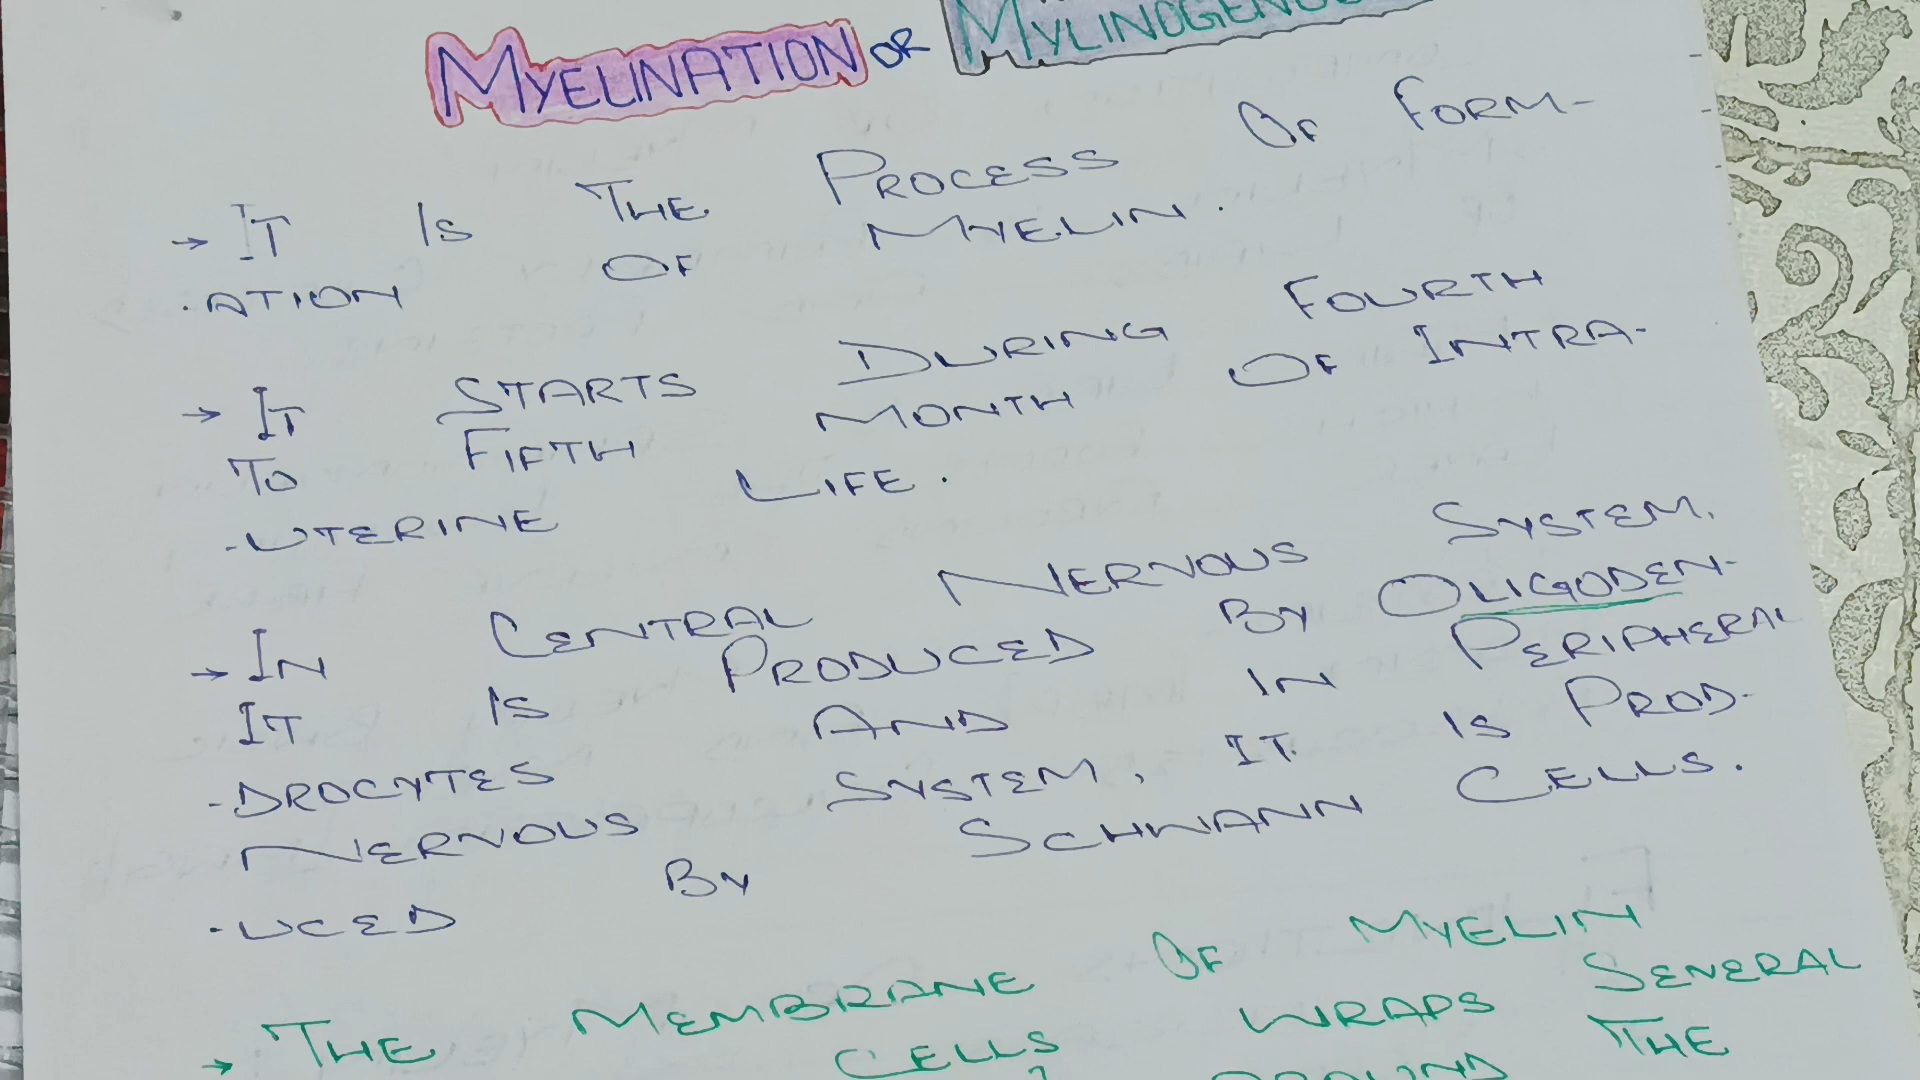 MYELINATION OR MYLINOGEN
→ IT IS THE PROCESS OF FORM-
-ATION OF MYELIN.
→ IT STARTS DURING FOURTH
TO FIFTH MONTH OF INTRA-
-UTERINE LIFE.
→ IN CENTRAL NERVOUS SYSTEM,
IT IS PRODUCED BY OLIGODEN-
-DROCYTES AND IN PERIPHERAL
NERVOUS SYSTEM, IT IS PROD-
-UCED BY SCHWANN CELLS.
→ THE MEMBRANE OF MYELIN
CELLS WRAPS SEVERAL
AROUND THE